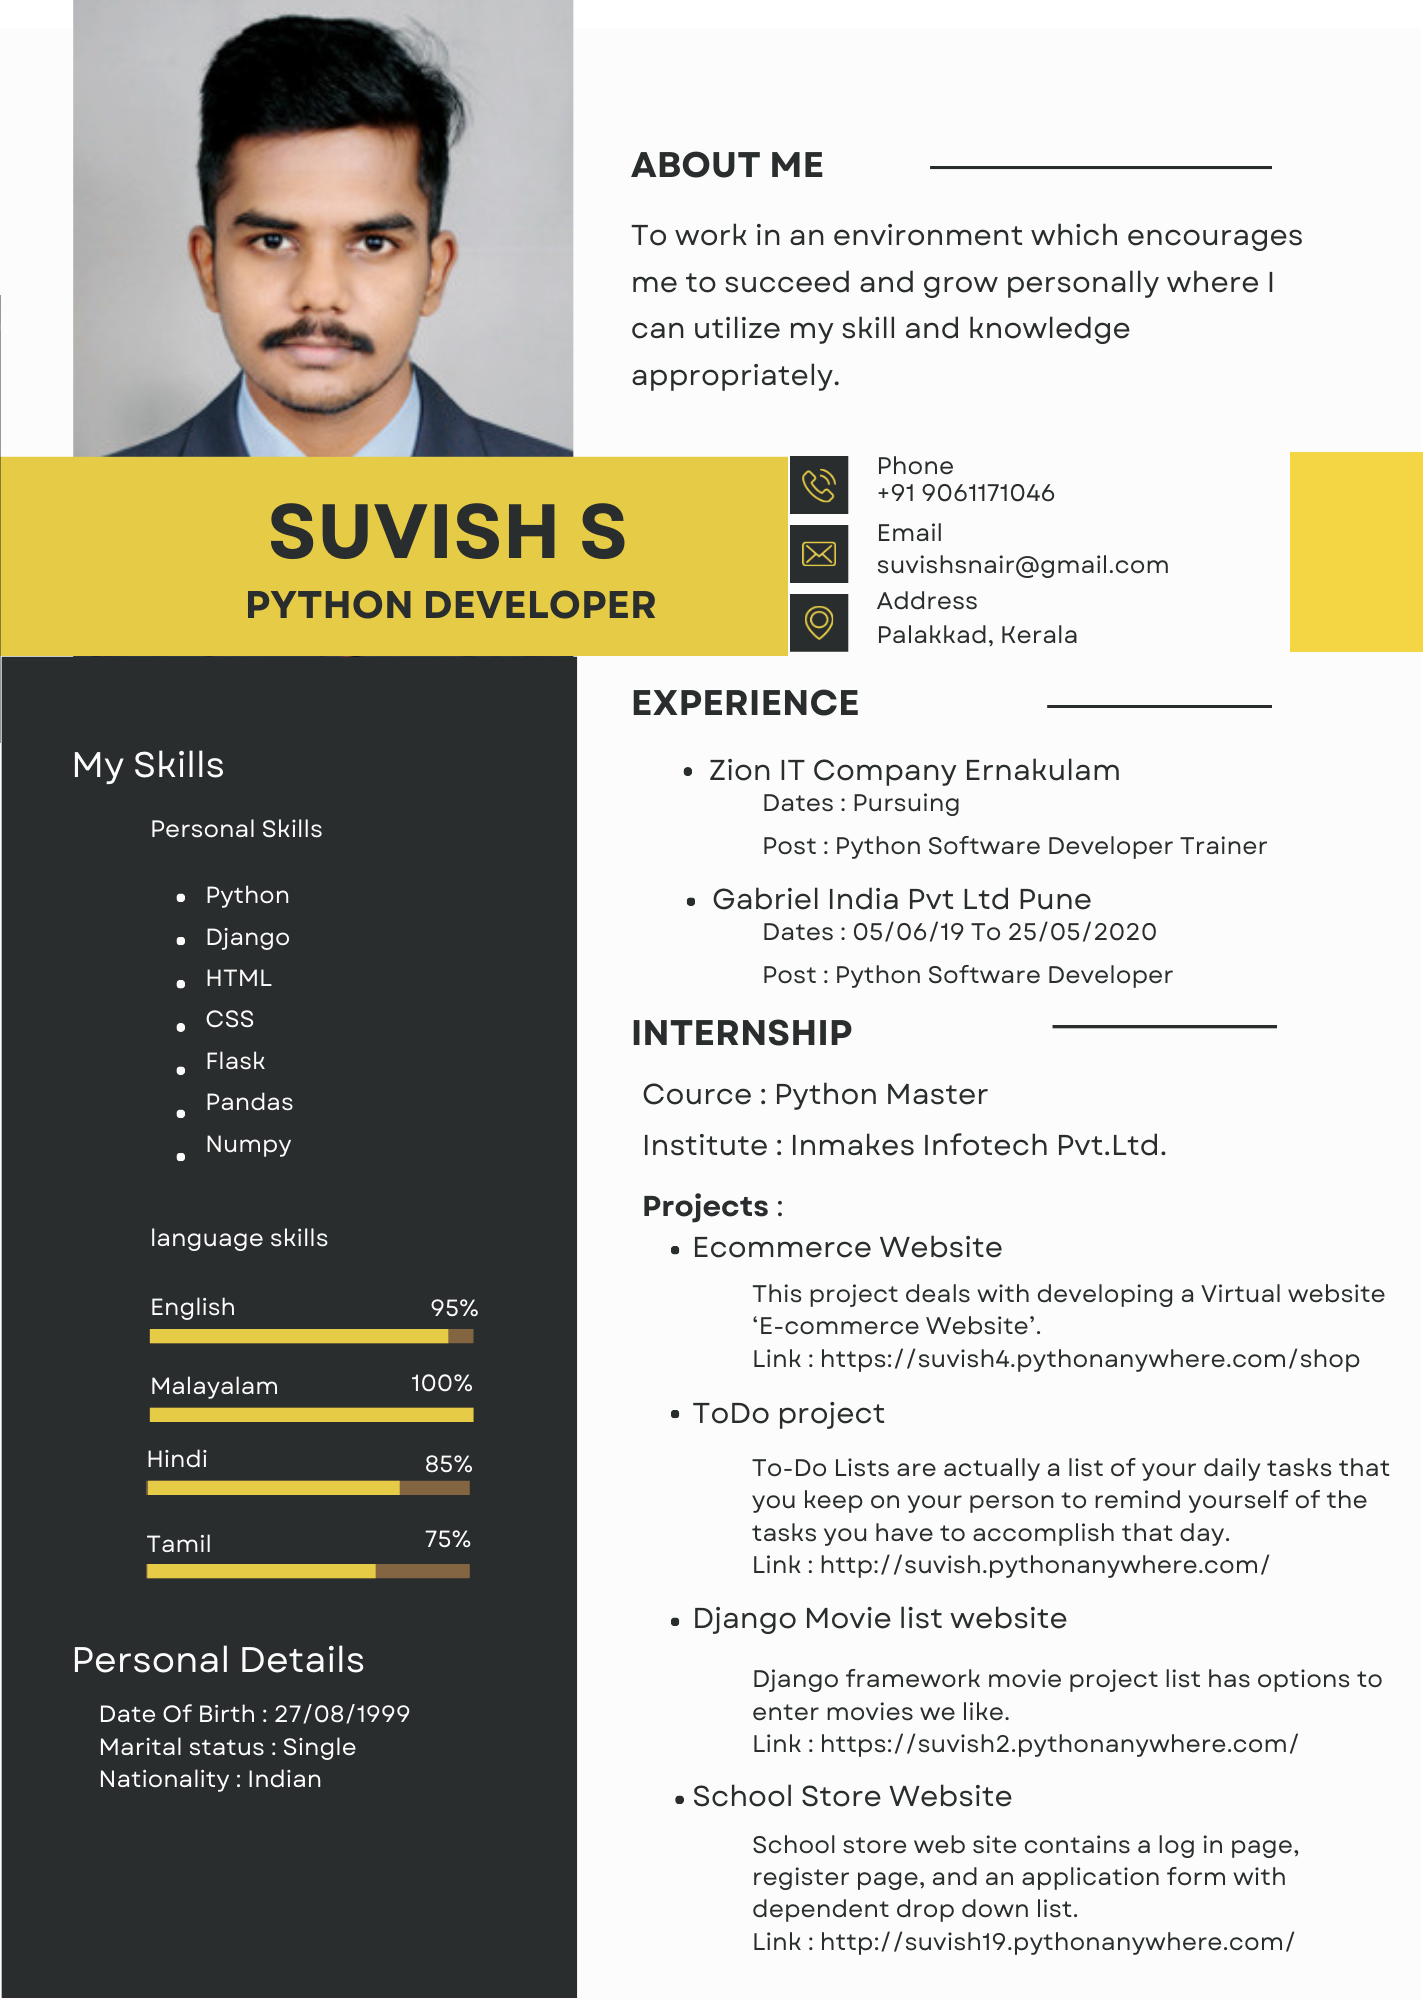 ABOUT ME
To work in an environment which encourages
me to succeed and grow personally where I
can utilize my skill and knowledge
appropriately.
SUVISH S
PYTHON DEVELOPER
Phone
+91 9061171046
Email
suvishsnair@gmail.com
Address
Palakkad, Kerala
My Skills
Personal Skills
• Python
• Django
• HTML
• CSS
• Flask
• Pandas
• Numpy
language skills
English 95%
Malayalam 100%
Hindi 85%
Tamil 75%
Personal Details
Date Of Birth : 27/08/1999
Marital status : Single
Nationality : Indian
EXPERIENCE
• Zion IT Company Ernakulam
Dates : Pursuing
Post : Python Software Developer Trainer
• Gabriel India Pvt Ltd Pune
Dates : 05/06/19 To 25/05/2020
Post : Python Software Developer
INTERNSHIP
Cource : Python Master
Institute : Inmakes Infotech Pvt.Ltd.
Projects :
• Ecommerce Website
This project deals with developing a Virtual website
‘E-commerce Website’.
Link : https://suvish4.pythonanywhere.com/shop
• ToDo project
To-Do Lists are actually a list of your daily tasks that
you keep on your person to remind yourself of the
tasks you have to accomplish that day.
Link : http://suvish.pythonanywhere.com/
• Django Movie list website
Django framework movie project list has options to
enter movies we like.
Link : https://suvish2.pythonanywhere.com/
• School Store Website
School store web site contains a log in page,
register page, and an application form with
dependent drop down list.
Link : http://suvish19.pythonanywhere.com/